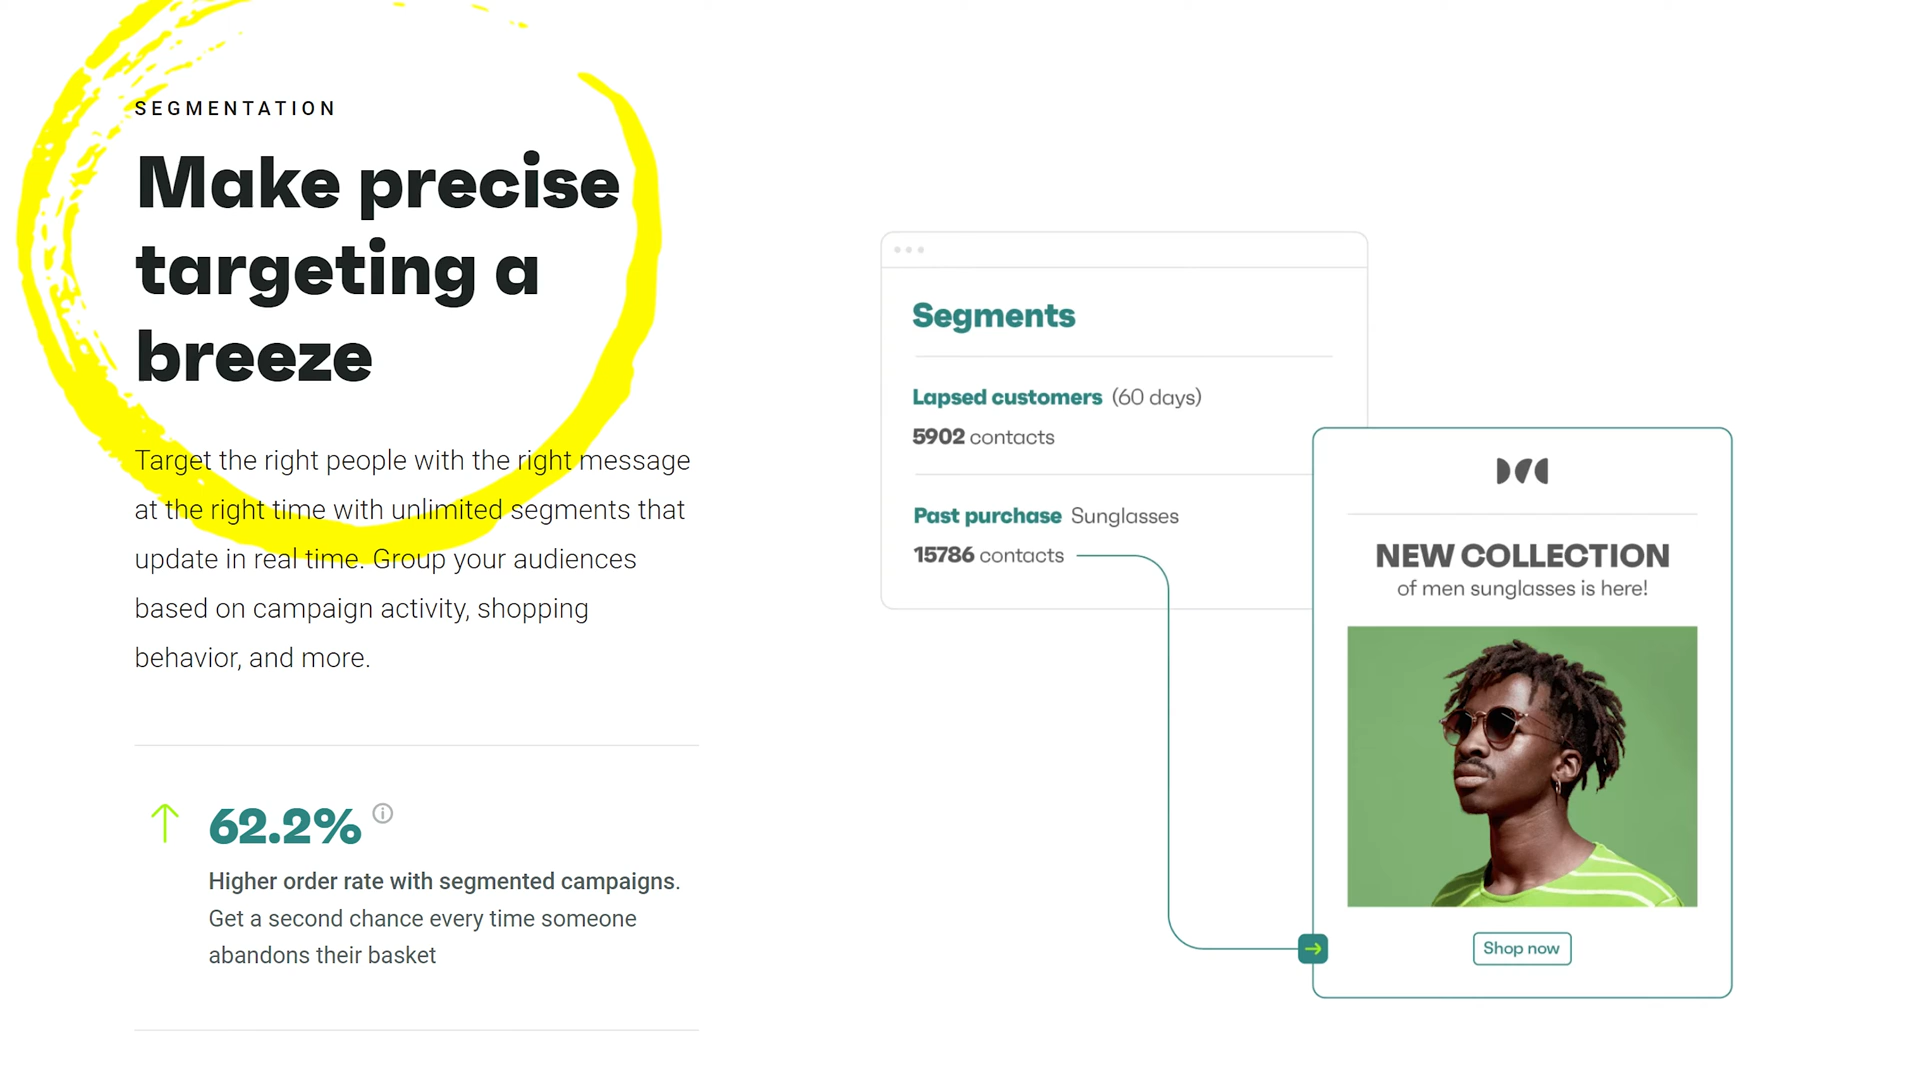 SEGMENTATION
Make precise
targeting a
breeze
Target the right people with the right message
at the right time with unlimited segments that
update in real time. Group your audiences
based on campaign activity, shopping
behavior, and more.
62.2%
Higher order rate with segmented campaigns.
Get a second chance every time someone
abandons their basket
Segments
Lapsed customers (60 days)
5902 contacts
Past purchase Sunglasses
15786 contacts
NEW COLLECTION
of men sunglasses is here!
Shop now